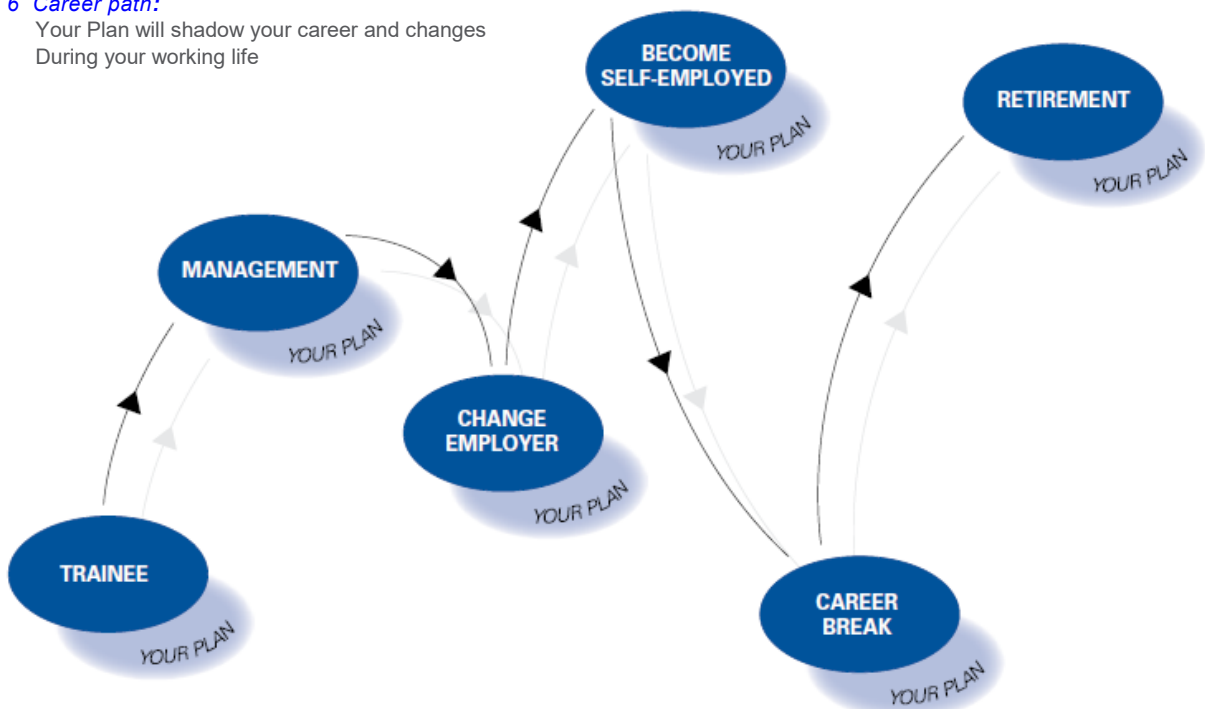 6 Career path:
Your Plan will shadow your career and changes
During your working life
BECOME
SELF-EMPLOYED
YOUR PLAN
RETIREMENT
YOUR PLAN
MANAGEMENT
YOUR PLAN
CHANGE
EMPLOYER
YOUR PLAN
TRAINEE
YOUR PLAN
CAREER
BREAK
YOUR PLAN